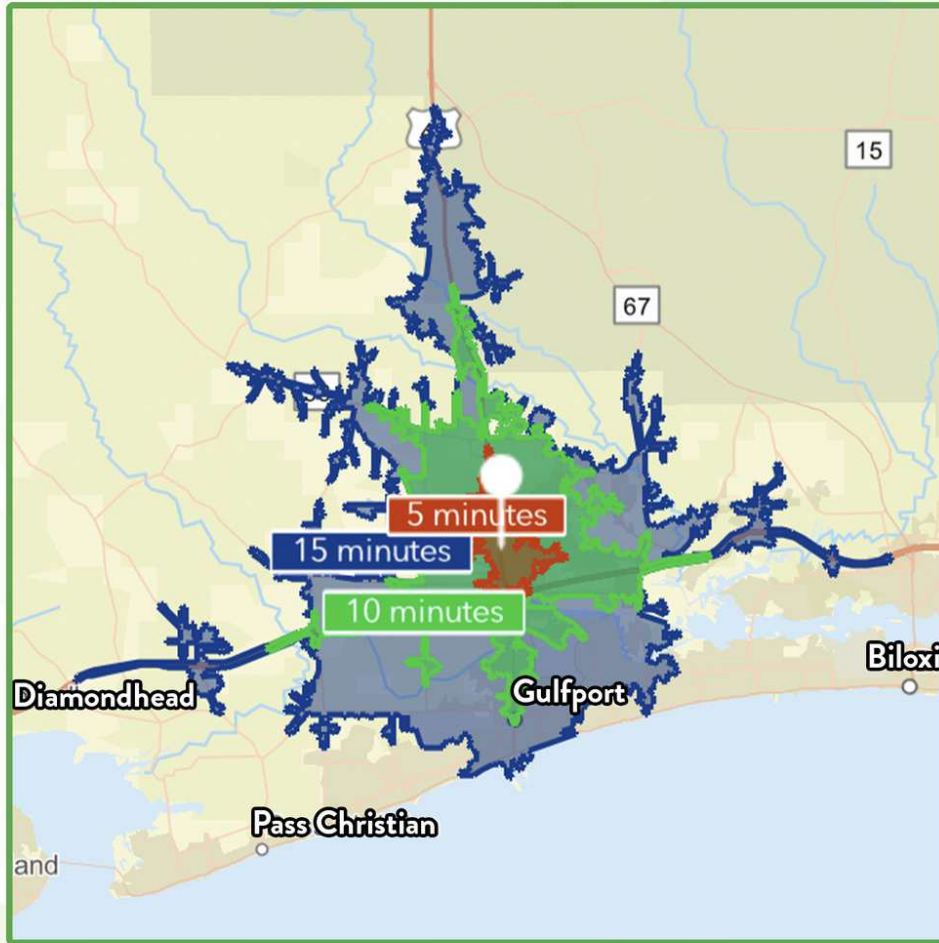 15
67
5 minutes
15 minutes
10 minutes
Biloxi
Diamondhead
Gulfport
Pass Christian
and